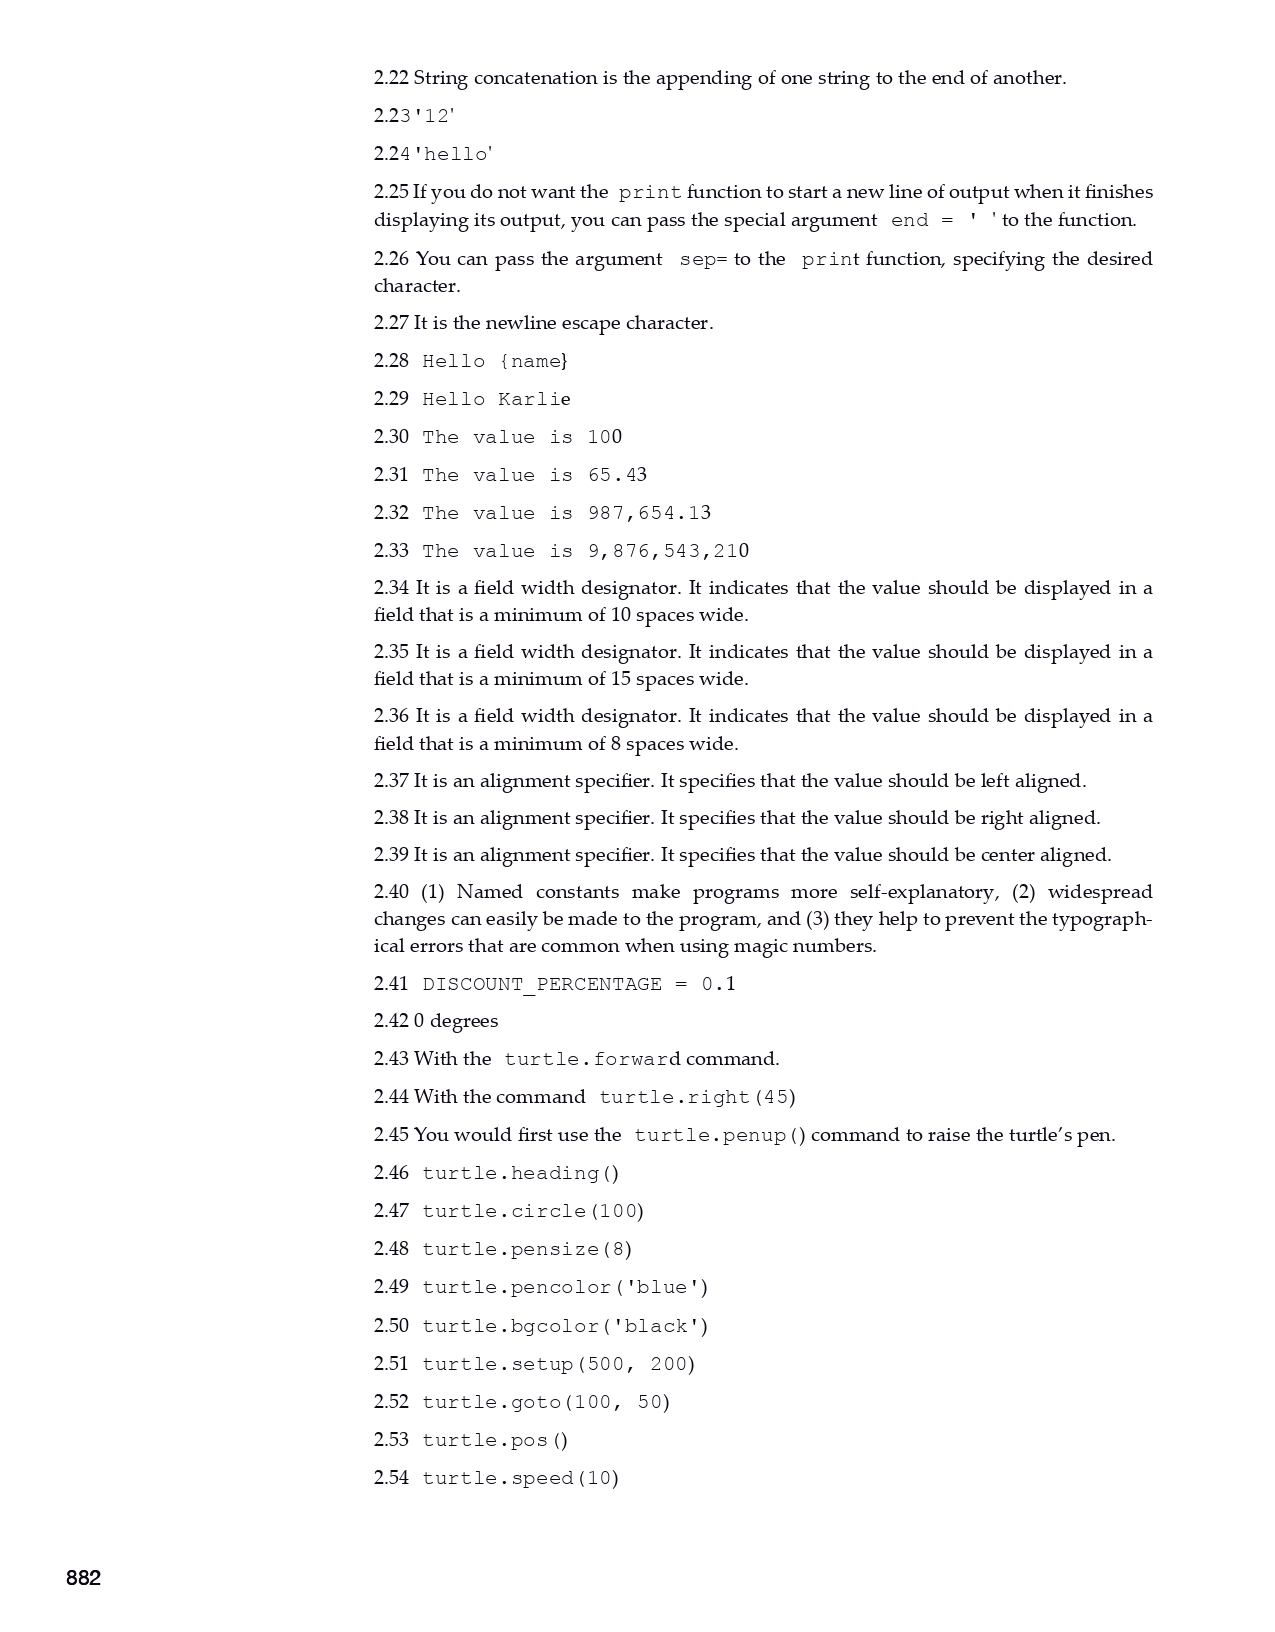 2.22 String concatenation is the appending of one string to the end of another.
2.23 '12'
2.24 'hello'
2.25 If you do not want the print function to start a new line of output when it finishes
displaying its output, you can pass the special argument end = ' ' to the function.
2.26 You can pass the argument sep= to the print function, specifying the desired
character.
2.27 It is the newline escape character.
2.28 Hello {name}
2.29 Hello Karlie
2.30 The value is 100
2.31 The value is 65.43
2.32 The value is 987,654.13
2.33 The value is 9,876,543,210
2.34 It is a field width designator. It indicates that the value should be displayed in a
field that is a minimum of 10 spaces wide.
2.35 It is a field width designator. It indicates that the value should be displayed in a
field that is a minimum of 15 spaces wide.
2.36 It is a field width designator. It indicates that the value should be displayed in a
field that is a minimum of 8 spaces wide.
2.37 It is an alignment specifier. It specifies that the value should be left aligned.
2.38 It is an alignment specifier. It specifies that the value should be right aligned.
2.39 It is an alignment specifier. It specifies that the value should be center aligned.
2.40 (1) Named constants make programs more self-explanatory, (2) widespread
changes can easily be made to the program, and (3) they help to prevent the typograph-
ical errors that are common when using magic numbers.
2.41 DISCOUNT_PERCENTAGE = 0.1
2.42 0 degrees
2.43 With the turtle.forward command.
2.44 With the command turtle.right(45)
2.45 You would first use the turtle.penup() command to raise the turtle’s pen.
2.46 turtle.heading()
2.47 turtle.circle(100)
2.48 turtle.pensize(8)
2.49 turtle.pencolor('blue')
2.50 turtle.bgcolor('black')
2.51 turtle.setup(500, 200)
2.52 turtle.goto(100, 50)
2.53 turtle.pos()
2.54 turtle.speed(10)
882